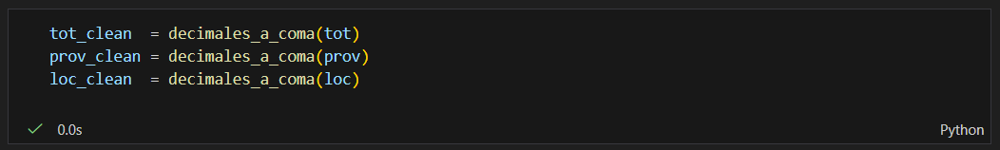 tot_clean  = decimales_a_coma(tot)
prov_clean = decimales_a_coma(prov)
loc_clean  = decimales_a_coma(loc)
0.0s
Python